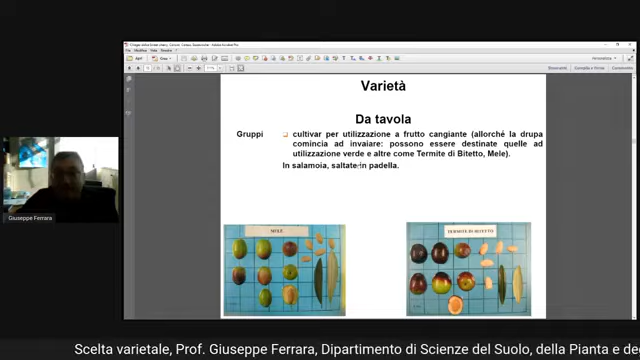 Varietà
Da tavola
Gruppi
cultivar per utilizzazione a frutto cangiante (allorché la drupa
comincia ad invaiare: possono essere destinate quelle ad
utilizzazione verde e altre come Termite di Bitetto, Mele).
In salamoia, saltate in padella.
MELE
TERMITE DI BITETTO
Giuseppe Ferrara
Scelta varietale, Prof. Giuseppe Ferrara, Dipartimento di Scienze del Suolo, della Pianta e de